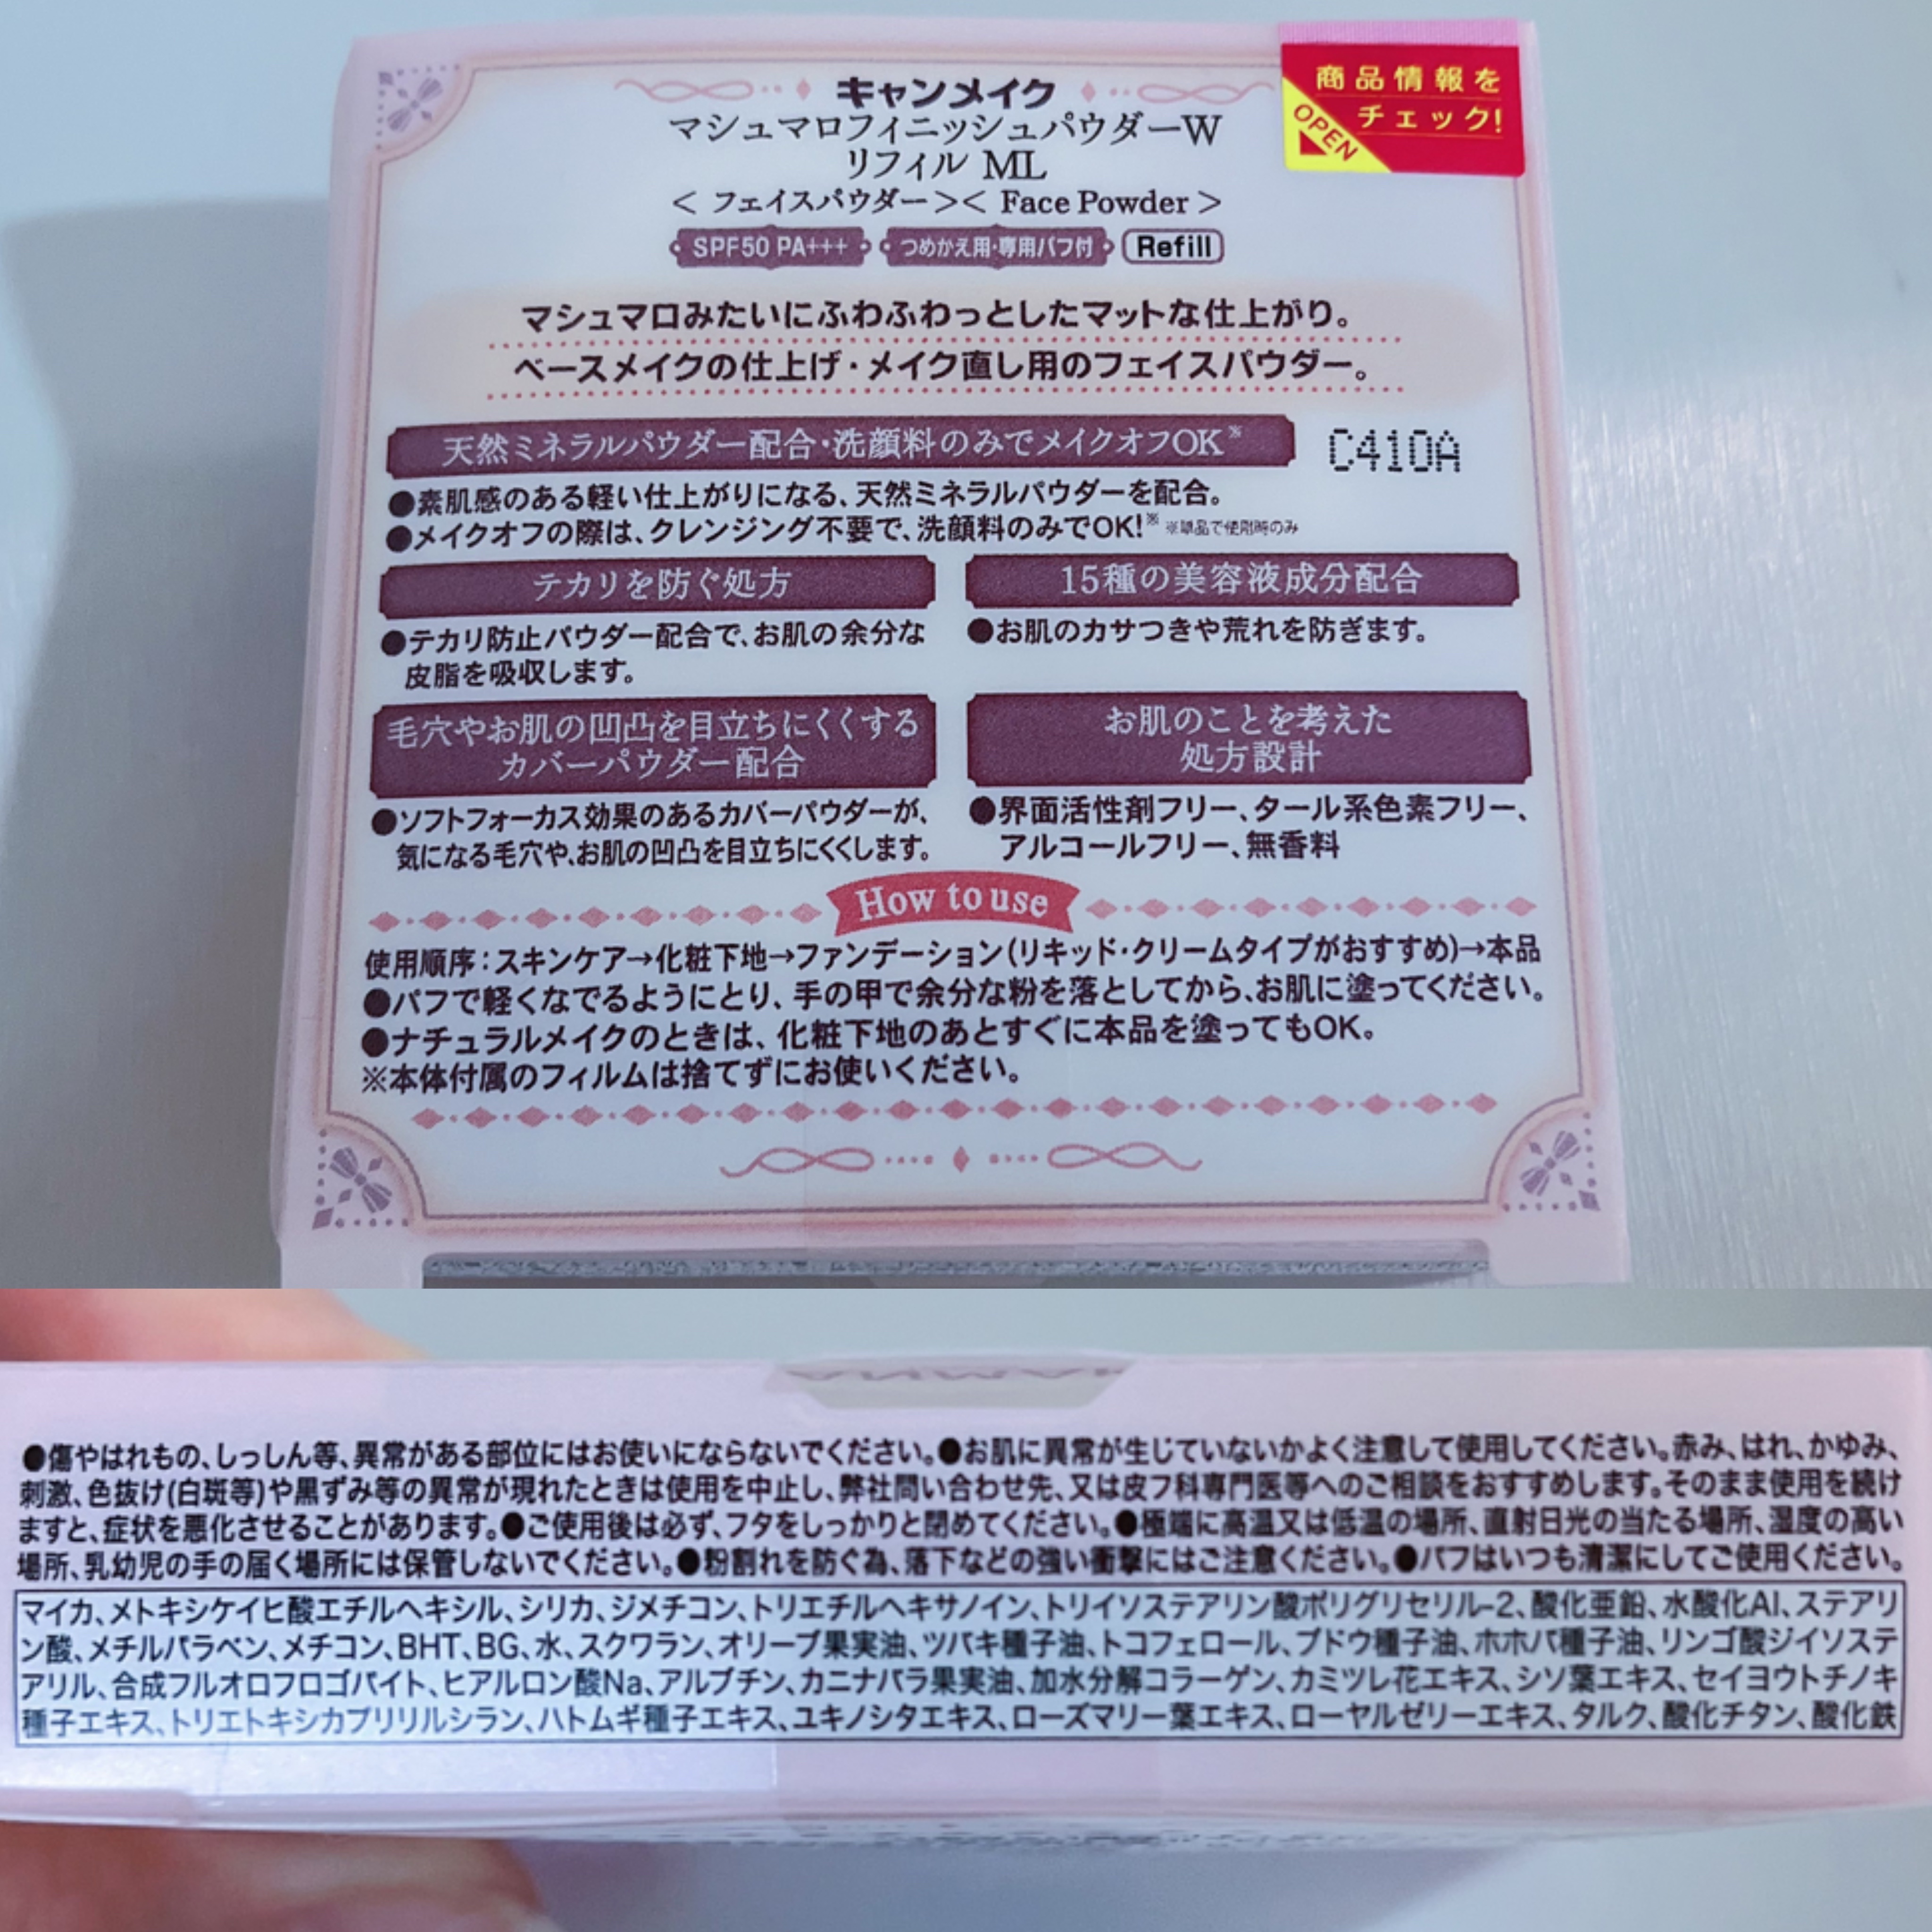 キャンメイク
マシュマロフィニッシュパウダーW
リフィル ML
< フェイスパウダー>< Face Powder >
SPF50 PA+++ つめかえ用・専用パフ付 Refill
商品情報を
チェック!
OPEN
マシュマロみたいにふわふわっとしたマットな仕上がり。
ベースメイクの仕上げ・メイク直し用のフェイスパウダー。
天然ミネラルパウダー配合・洗顔料のみでメイクオフOK※
C410A
●素肌感のある軽い仕上がりになる、天然ミネラルパウダーを配合。
●メイクオフの際は、クレンジング不要で、洗顔料のみでOK!※ ※単品で使用時のみ
テカリを防ぐ処方
●テカリ防止パウダー配合で、お肌の余分な
皮脂を吸収します。
15種の美容液成分配合
●お肌のカサつきや荒れを防ぎます。
毛穴やお肌の凹凸を目立ちにくくする
カバーパウダー配合
●ソフトフォーカス効果のあるカバーパウダーが、
気になる毛穴や、お肌の凹凸を目立ちにくくします。
お肌のことを考えた
処方設計
●界面活性剤フリー、タール系色素フリー、
アルコールフリー、無香料
How to use
使用順序:スキンケア→化粧下地→ファンデーション(リキッド・クリームタイプがおすすめ)→本品
●パフで軽くなでるようにとり、手の甲で余分な粉を落としてから、お肌に塗ってください。
●ナチュラルメイクのときは、化粧下地のあとすぐに本品を塗ってもOK。
※本体付属のフィルムは捨てずにお使いください。
●傷やはれもの、しっしん等、異常がある部位にはお使いにならないでください。●お肌に異常が生じていないかよく注意して使用してください。赤み、はれ、かゆみ、
刺激、色抜け(白斑等)や黒ずみ等の異常が現れたときは使用を中止し、弊社問い合わせ先、又は皮フ科専門医等へのご相談をおすすめします。そのまま使用を続け
ますと、症状を悪化させることがあります。●ご使用後は必ず、フタをしっかりと閉めてください。●極端に高温又は低温の場所、直射日光の当たる場所、湿度の高い
場所、乳幼児の手の届く場所には保管しないでください。●粉割れを防ぐ為、落下などの強い衝撃にはご注意ください。●パフはいつも清潔にしてご使用ください。
マイカ、メトキシケイヒ酸エチルヘキシル、シリカ、ジメチコン、トリエチルヘキサノイン、トリイソステアリン酸ポリグリセリル-2、酸化亜鉛、水酸化Al、ステアリ
ン酸、メチルパラベン、メチコン、BHT、BG、水、スクワラン、オリーブ果実油、ツバキ種子油、トコフェロール、ブドウ種子油、ホホバ種子油、リンゴ酸ジイソステ
アリル、合成フルオロフロゴパイト、ヒアルロン酸Na、アルブチン、カニナバラ果実油、加水分解コラーゲン、カミツレ花エキス、シソ葉エキス、セイヨウトチノキ
種子エキス、トリエトキシカプリリルシラン、ハトムギ種子エキス、ユキノシタエキス、ローズマリー葉エキス、ローヤルゼリーエキス、タルク、酸化チタン、酸化鉄